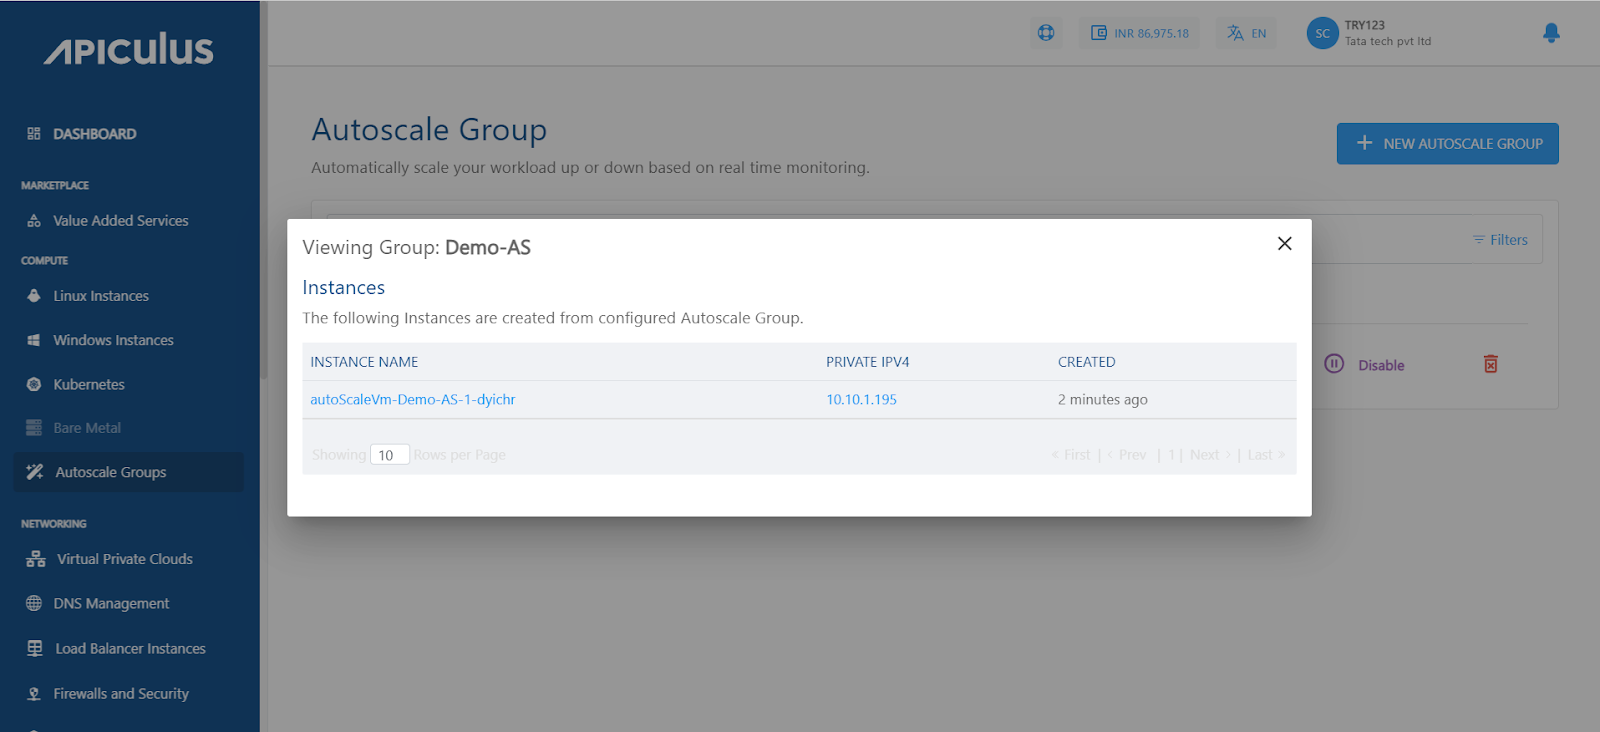 APICULUS
DASHBOARD
MARKETPLACE
Value Added Services
COMPUTE
Linux Instances
Windows Instances
Kubernetes
Bare Metal
Autoscale Groups
NETWORKING
Virtual Private Clouds
DNS Management
Load Balancer Instances
Firewalls and Security
INR 86,975.18
EN
SC
TRY123
Tata tech pvt ltd
Autoscale Group
Automatically scale your workload up or down based on real time monitoring.
NEW AUTOSCALE GROUP
Filters
Disable
Viewing Group: Demo-AS
Instances
The following Instances are created from configured Autoscale Group.
INSTANCE NAME PRIVATE IPV4 CREATED
autoScaleVm-Demo-AS-1-dyichr 10.10.1.195 2 minutes ago
Showing 10 Rows per Page « First | ‹ Prev | 1 | Next › | Last »